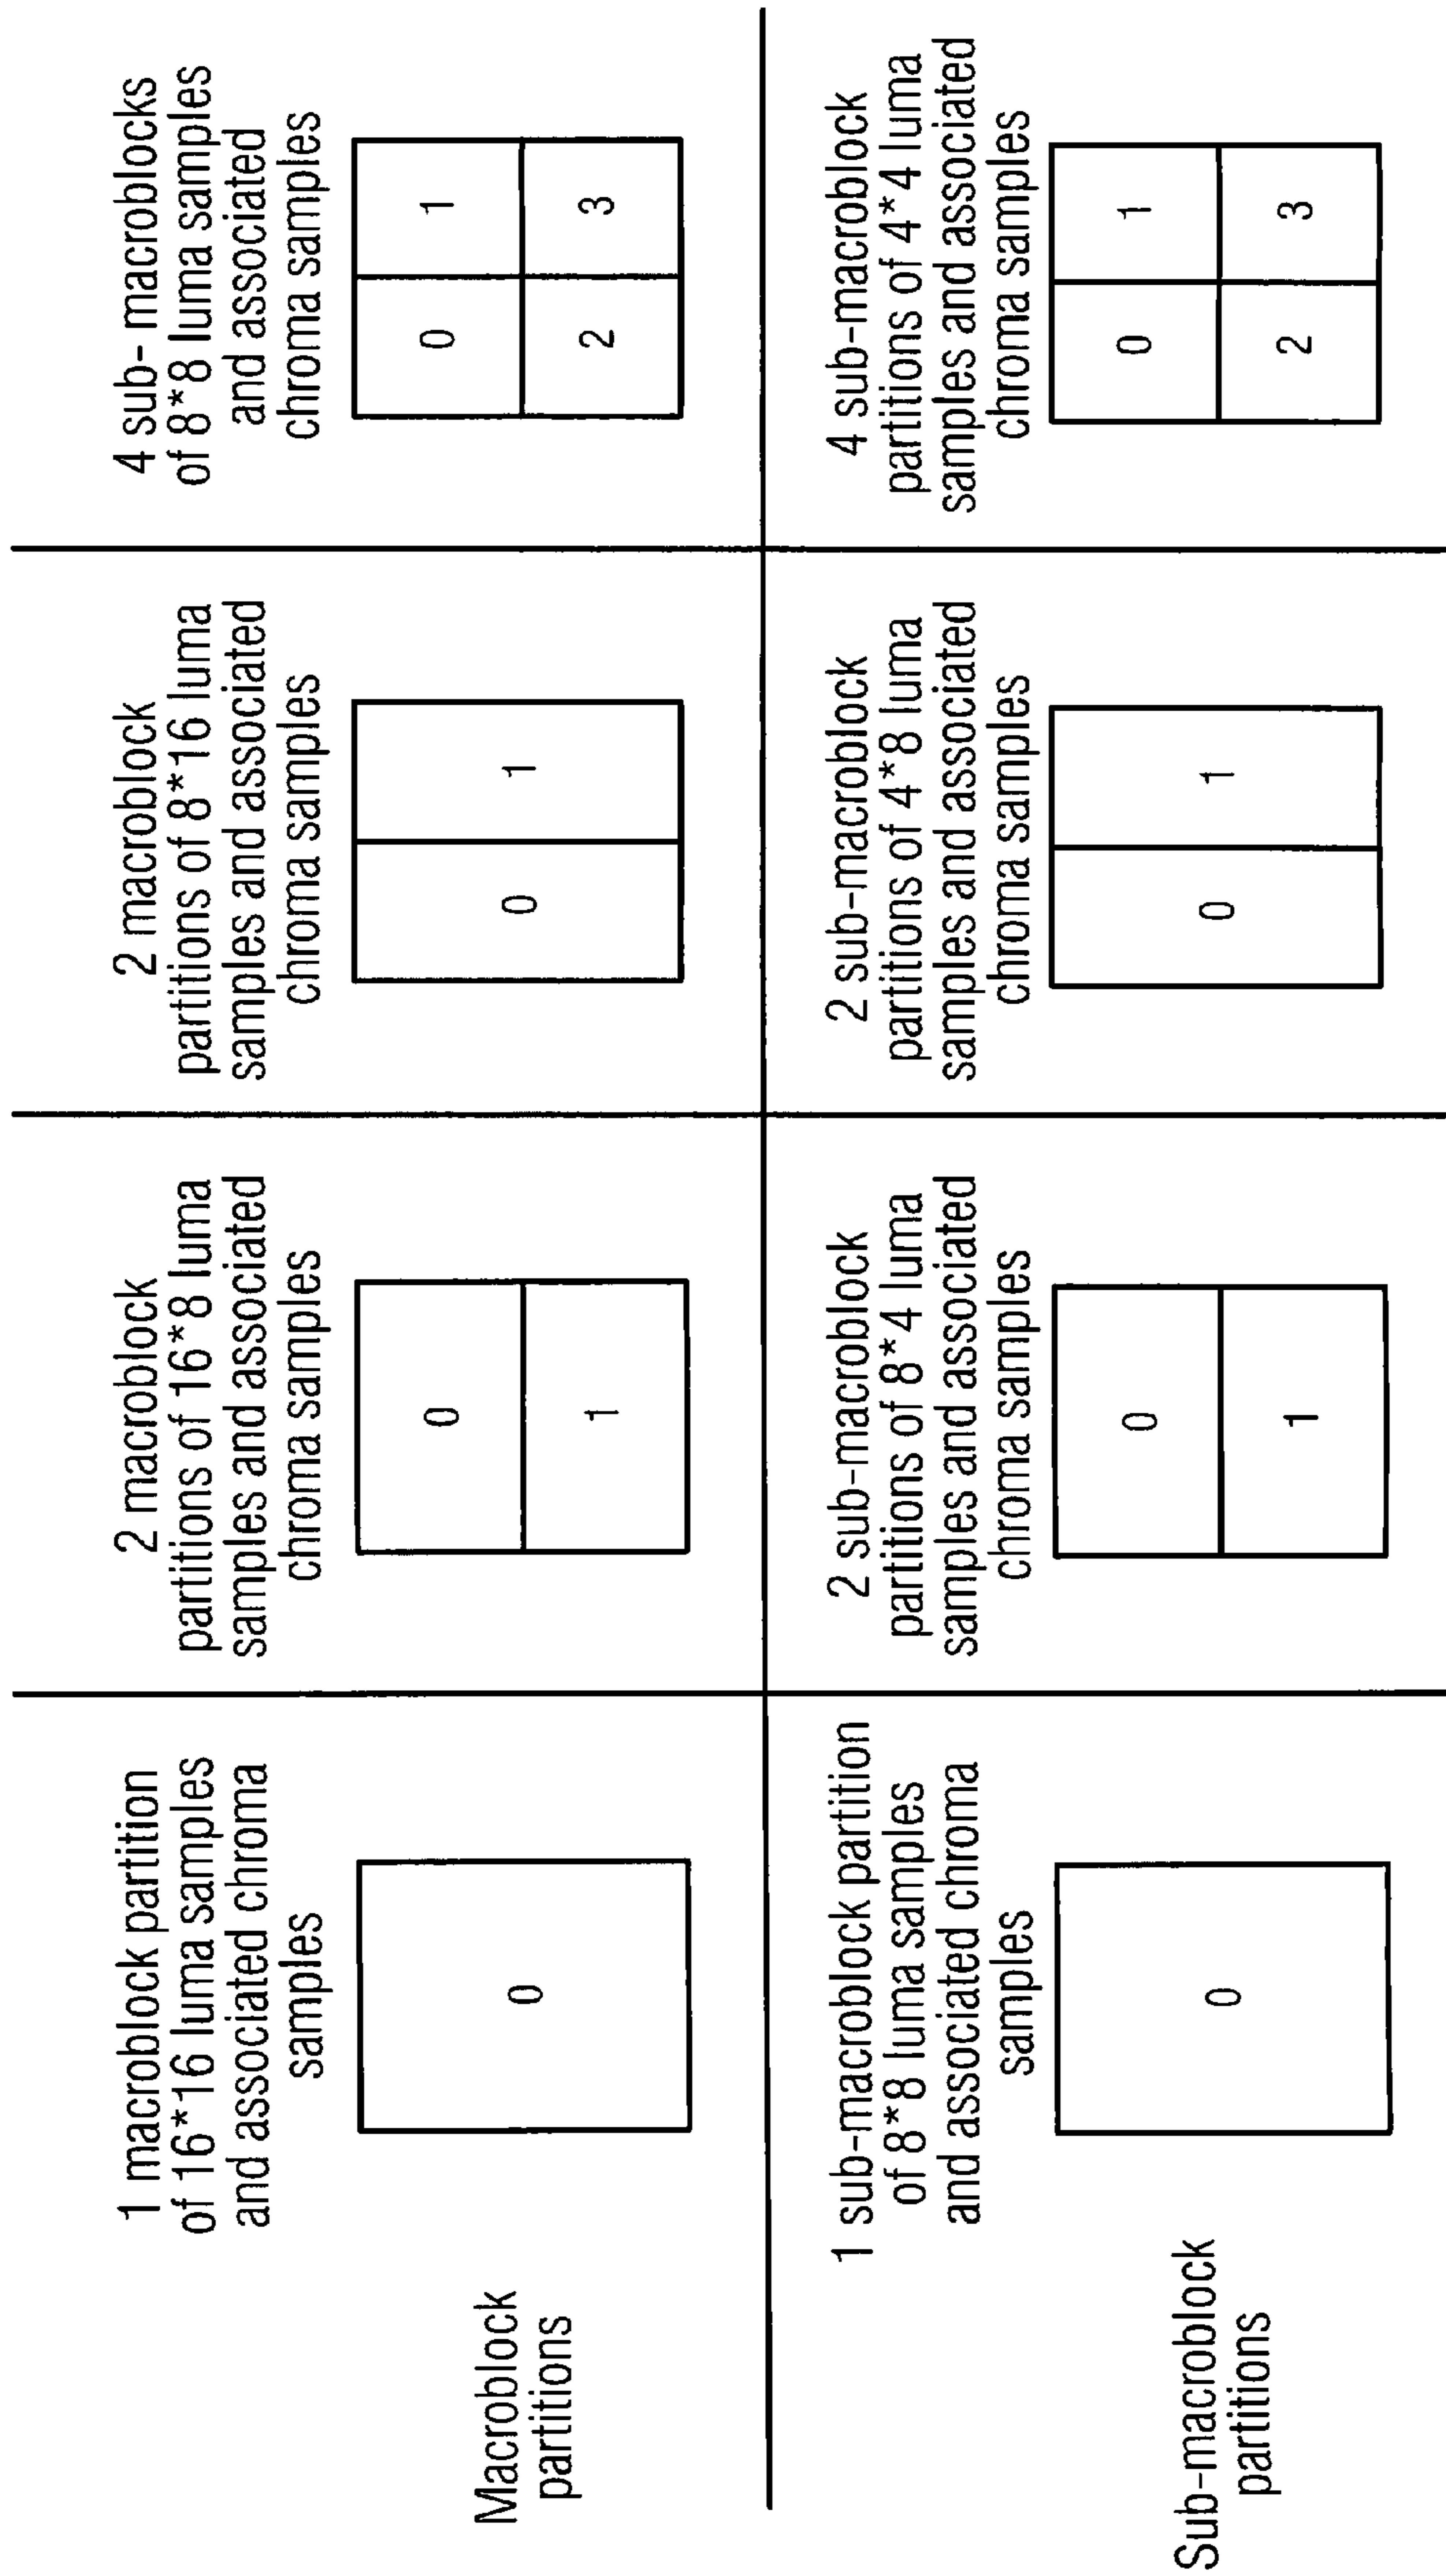 Macroblock
partitions
1 macroblock partition
of 16*16 luma samples
and associated chroma
samples
0
2 macroblock
partitions of 16*8 luma
samples and associated
chroma samples
0
1
2 macroblock
partitions of 8*16 luma
samples and associated
chroma samples
0 1
4 sub- macroblocks
of 8*8 luma samples
and associated
chroma samples
0 1
2 3
Sub-macroblock
partitions
1 sub-macroblock partition
of 8*8 luma samples
and associated chroma
samples
0
2 sub-macroblock
partitions of 8*4 luma
samples and associated
chroma samples
0
1
2 sub-macroblock
partitions of 4*8 luma
samples and associated
chroma samples
0 1
4 sub-macroblock
partitions of 4*4 luma
samples and associated
chroma samples
0 1
2 3